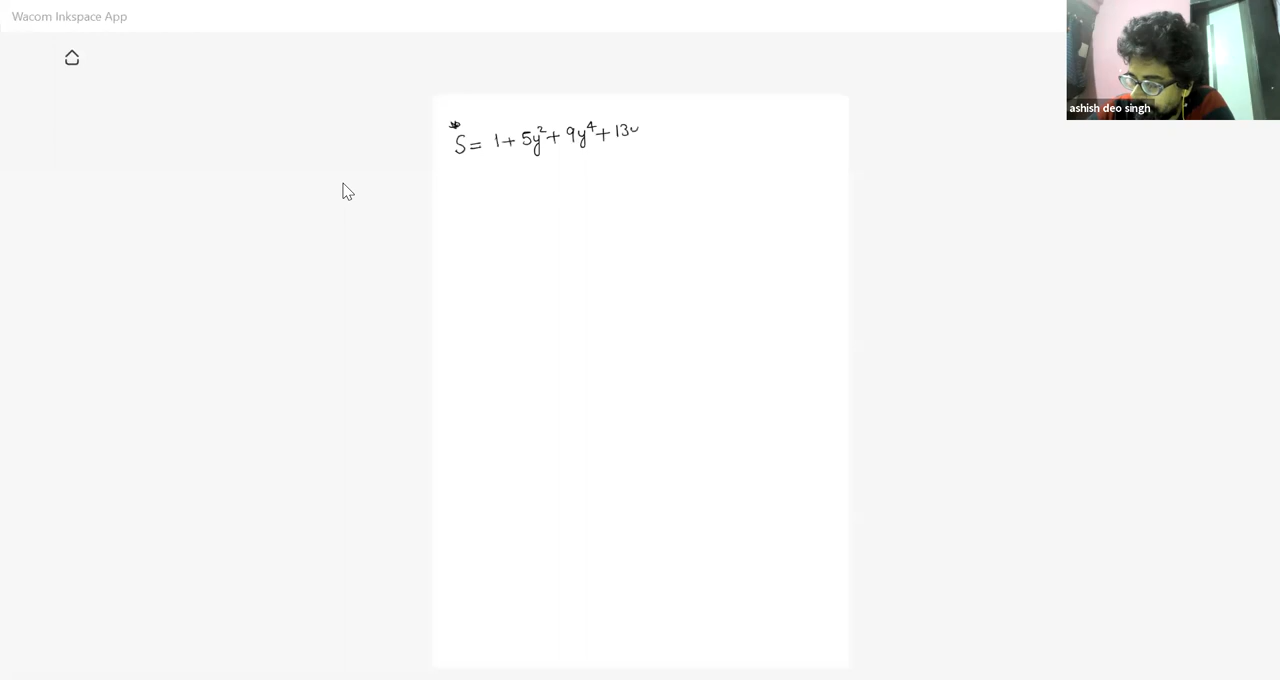 Wacom Inkspace App
ashish deo singh
S = 1 + 5y² + 9y⁴ + 13